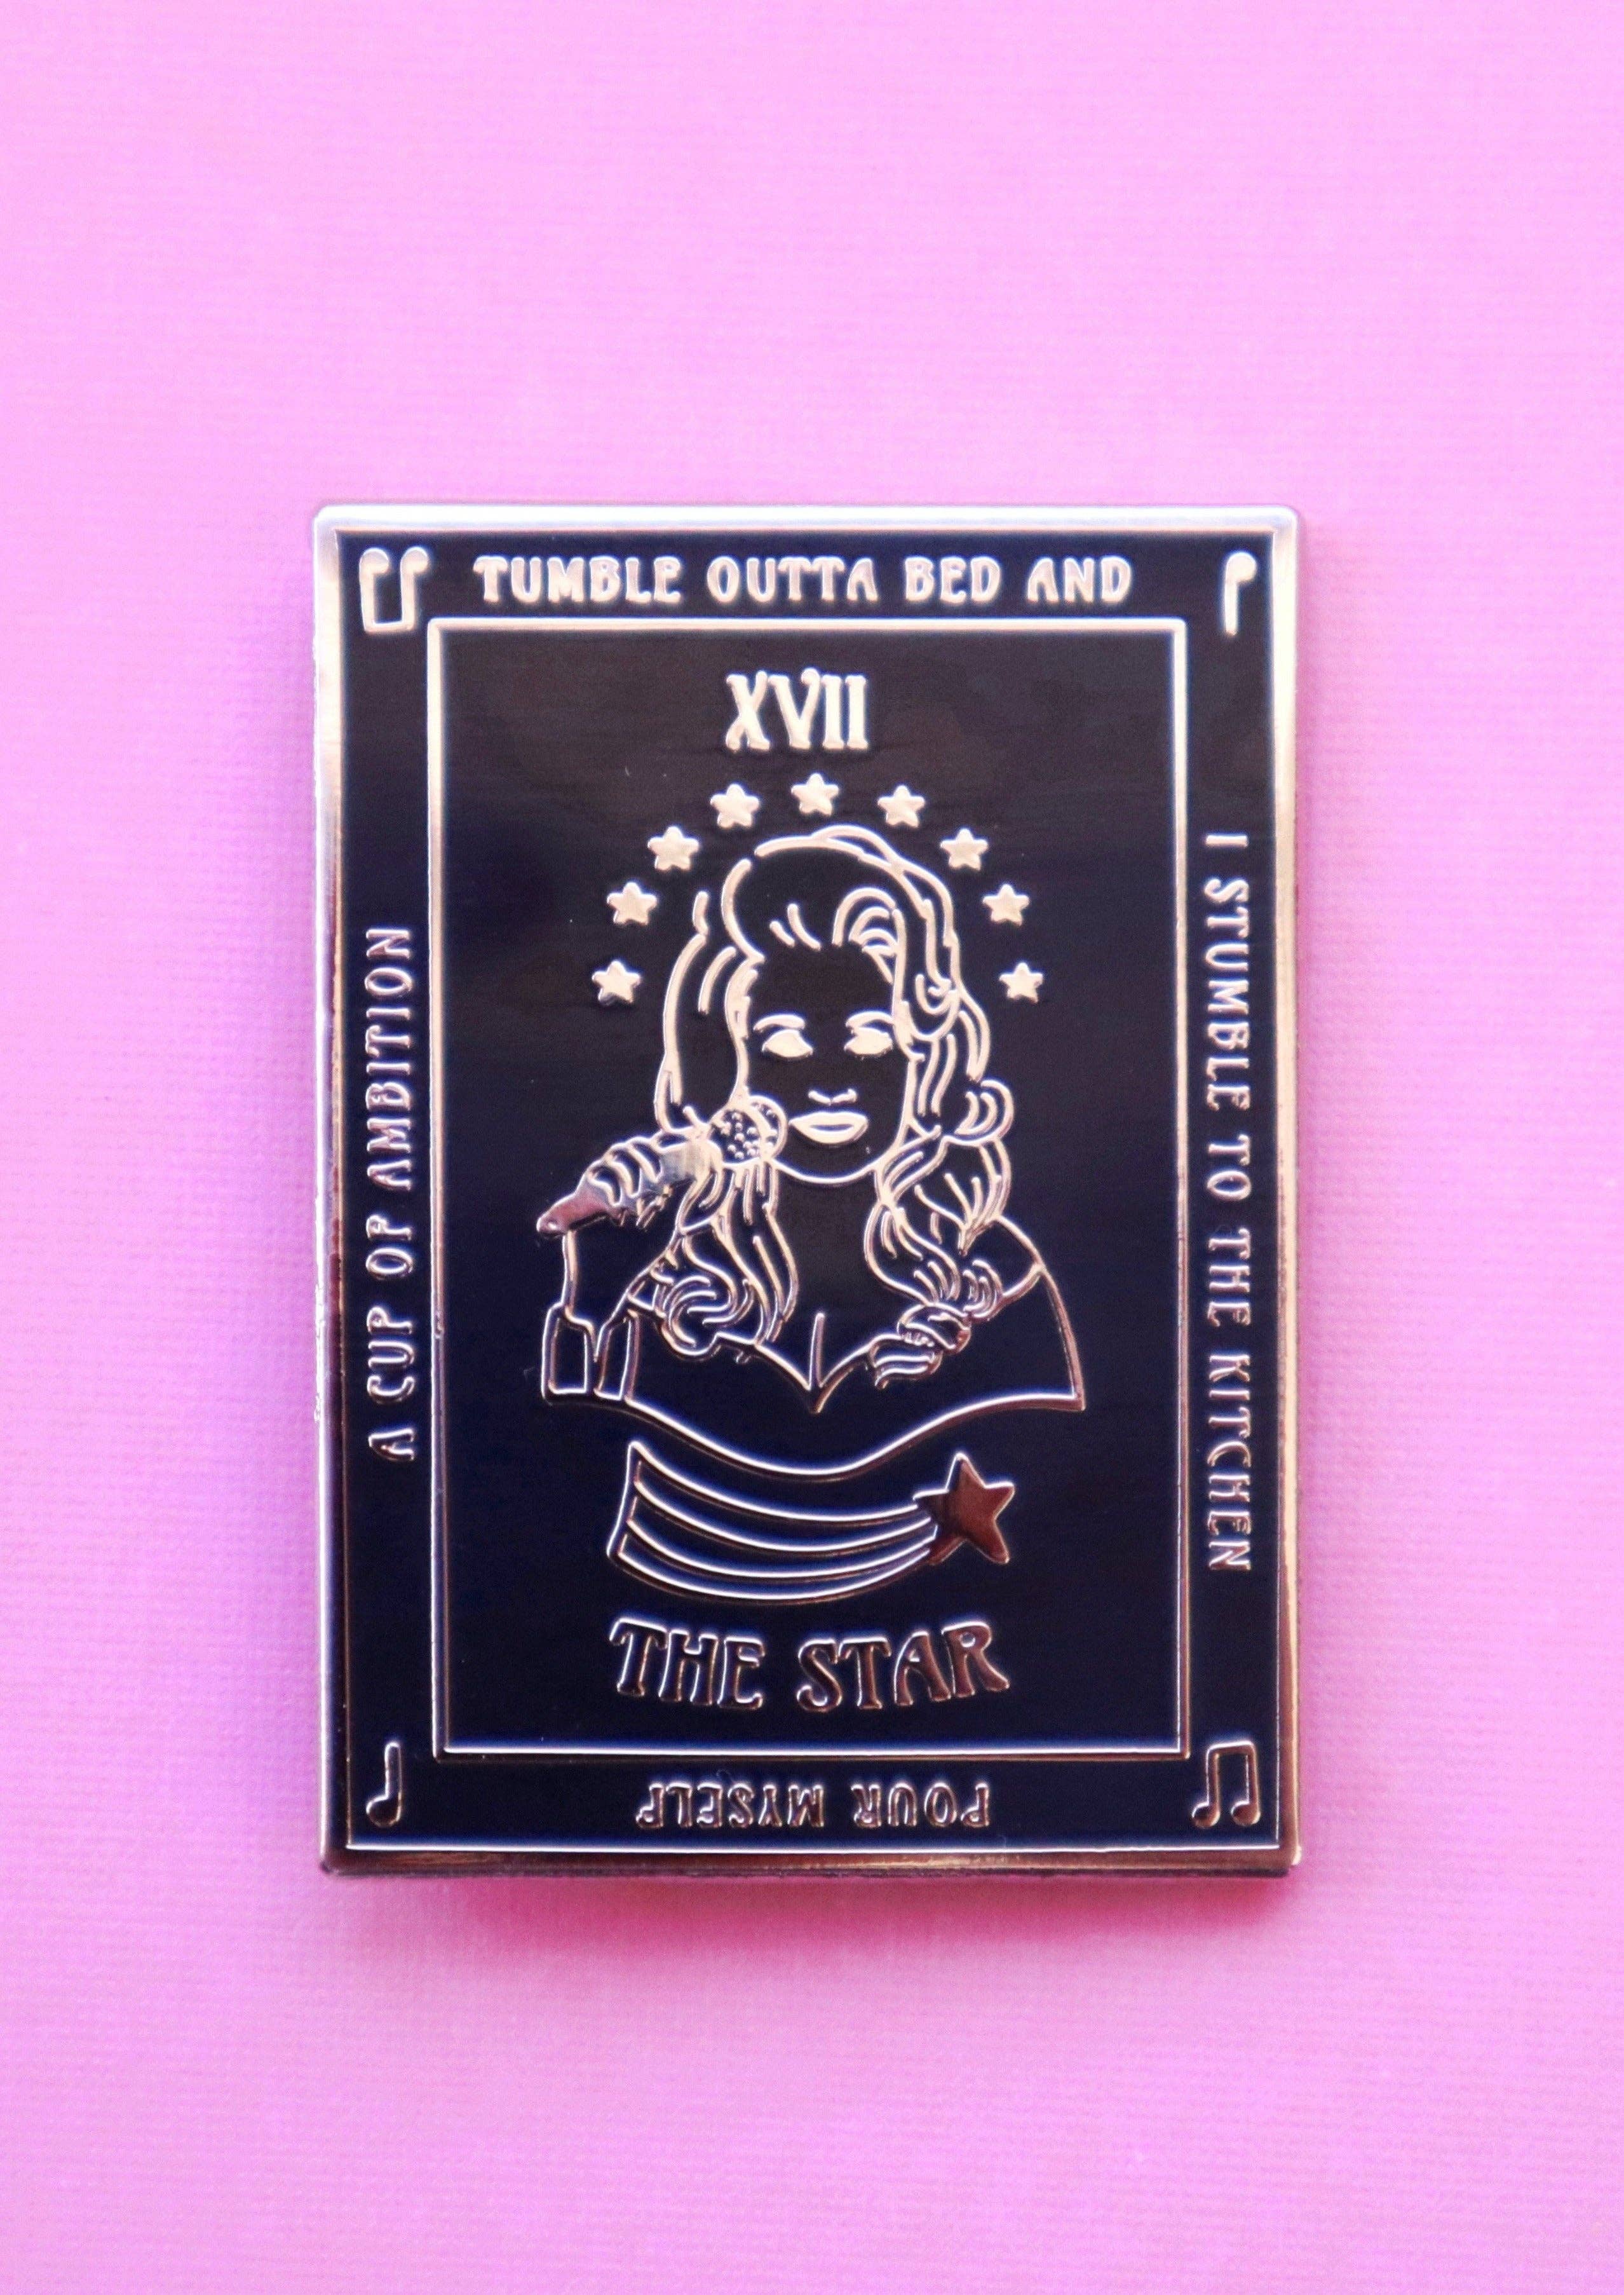 TUMBLE OUTTA BED AND
I STUMBLE TO THE KITCHEN
POUR MYSELF
A CUP OF AMBITION
XVII
THE STAR